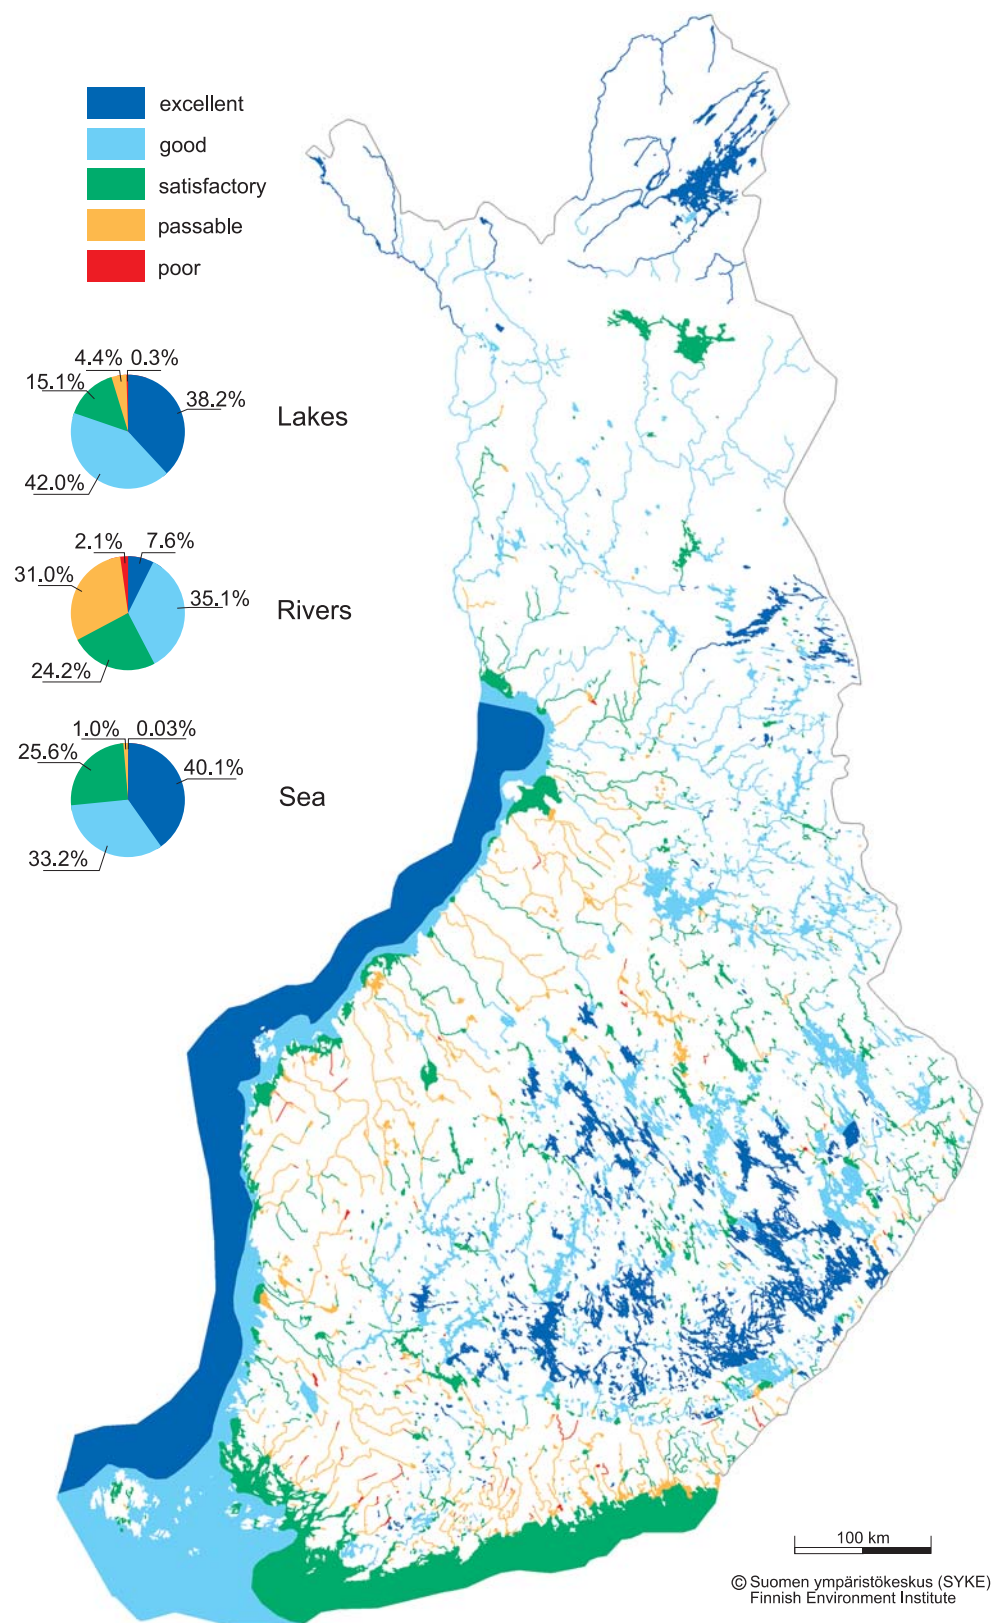 excellent
good
satisfactory
passable
poor
4.4% 0.3%
15.1%
38.2%
Lakes
42.0%
2.1% 7.6%
31.0%
35.1%
Rivers
24.2%
1.0% 0.03%
25.6%
40.1%
Sea
33.2%
100 km
© Suomen ympäristökeskus (SYKE)
Finnish Environment Institute